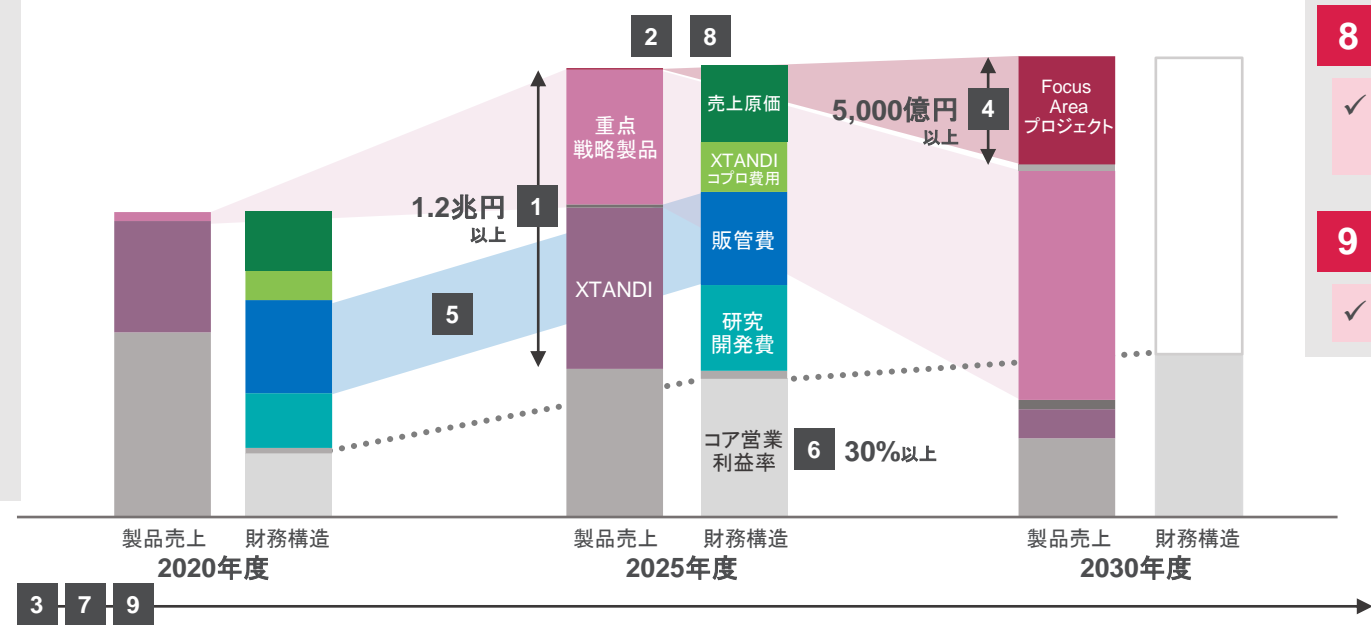 2 8
8
✓
9
✓
重点
戦略製品
売上原価
XTANDI
コプロ費用
販管費
研究
開発費
コア営業
利益率
XTANDI
1.2兆円
以上
1
5,000億円
以上
4
Focus
Area
プロジェクト
5
6 30%以上
製品売上 財務構造
2020年度
製品売上 財務構造
2025年度
製品売上 財務構造
2030年度
3 7 9